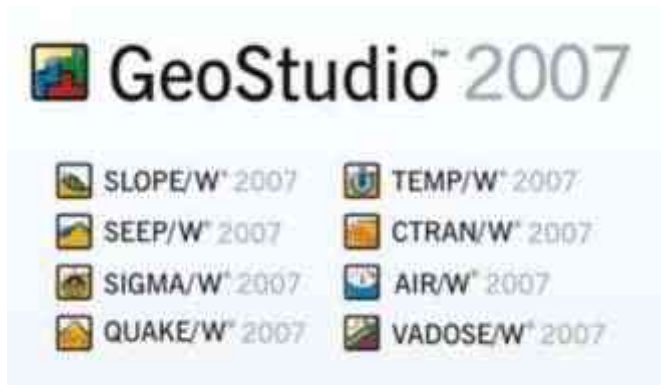 GeoStudio™ 2007
SLOPE/W® 2007
TEMP/W® 2007
SEEP/W® 2007
CTRAN/W® 2007
SIGMA/W® 2007
AIR/W® 2007
QUAKE/W® 2007
VADOSE/W® 2007